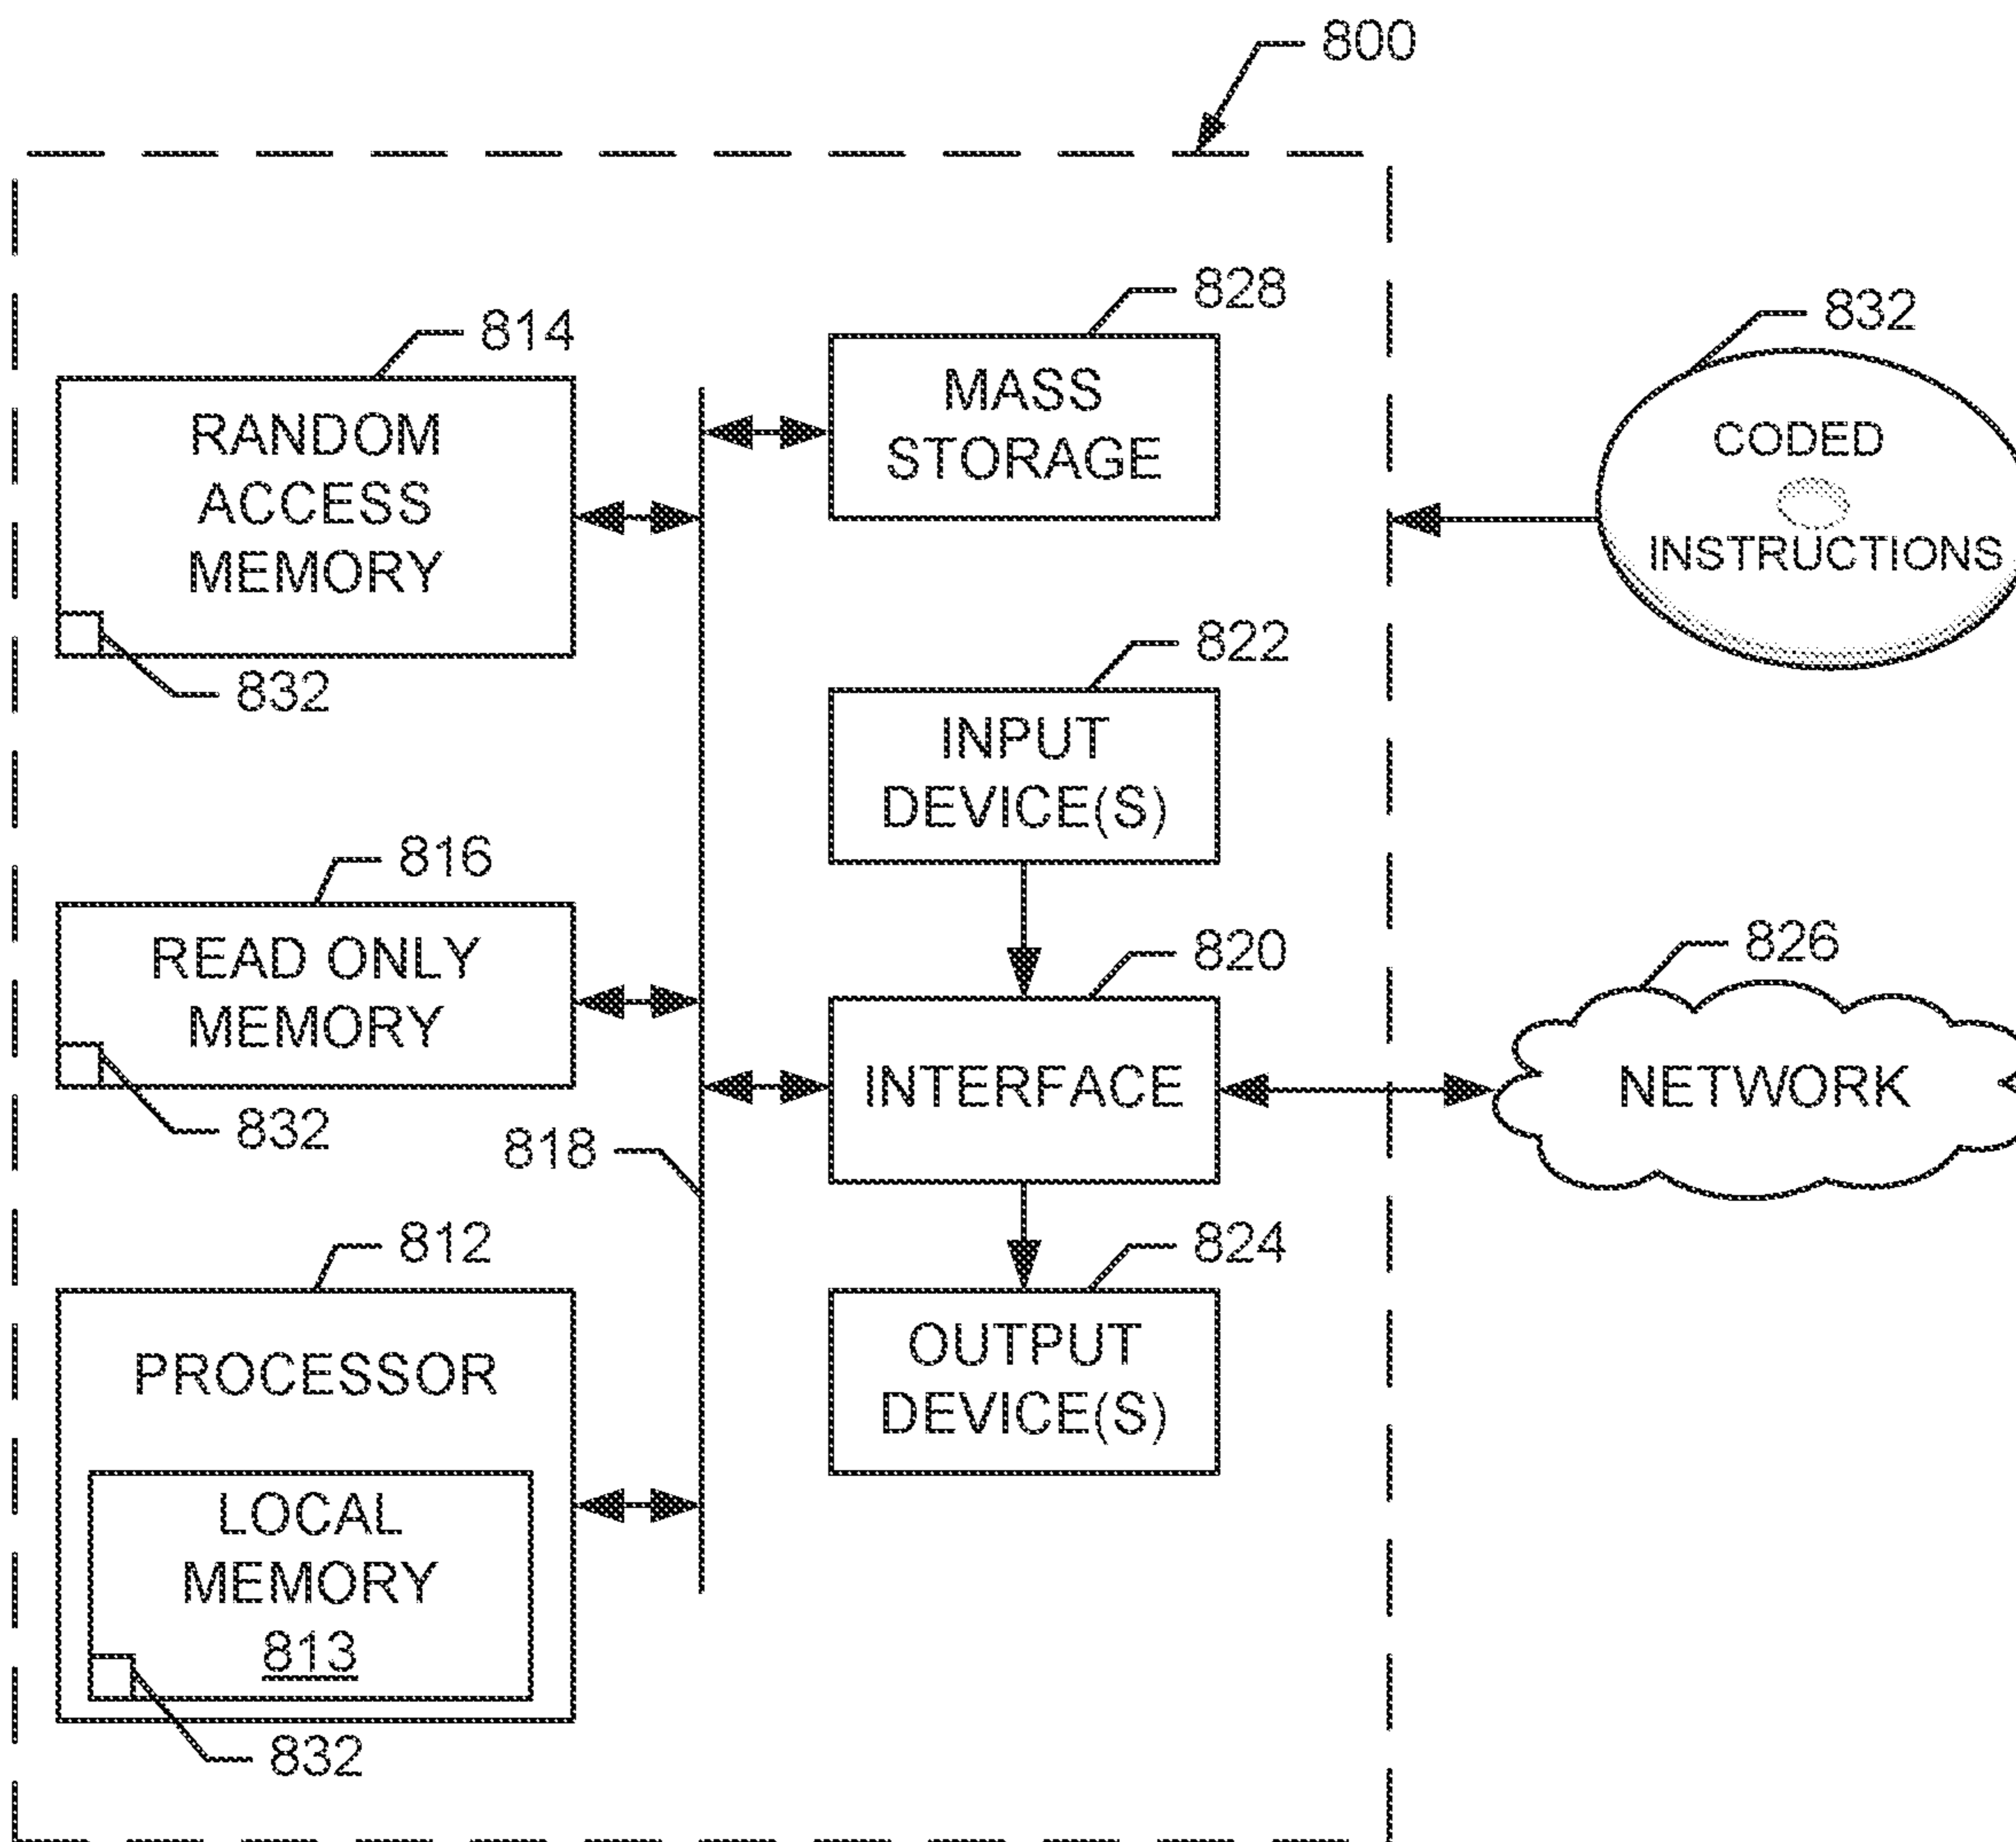 800
828
814
832
MASS
STORAGE
RANDOM
ACCESS
MEMORY
CODED
INSTRUCTIONS
832
822
INPUT
DEVICE(S)
816
READ ONLY
MEMORY
820
826
INTERFACE
NETWORK
832
818
812
824
PROCESSOR
OUTPUT
DEVICE(S)
LOCAL
MEMORY
813
832